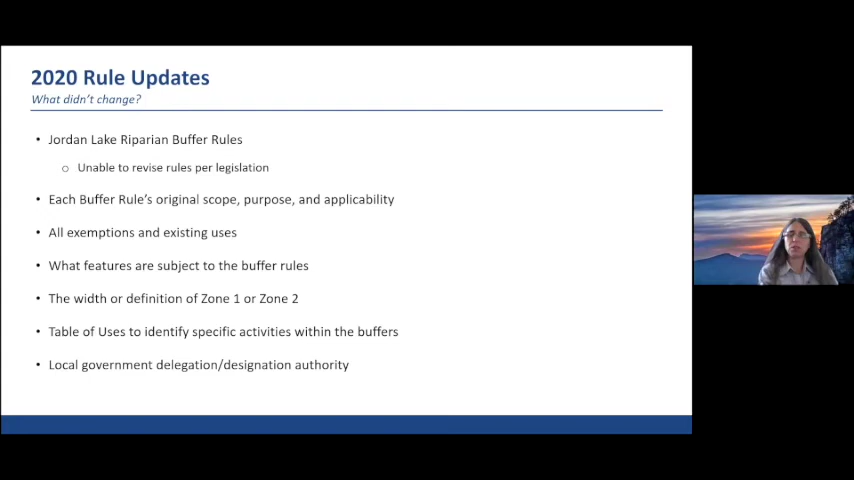 2020 Rule Updates
What didn't change?
• Jordan Lake Riparian Buffer Rules
o Unable to revise rules per legislation
• Each Buffer Rule's original scope, purpose, and applicability
• All exemptions and existing uses
• What features are subject to the buffer rules
• The width or definition of Zone 1 or Zone 2
• Table of Uses to identify specific activities within the buffers
• Local government delegation/designation authority